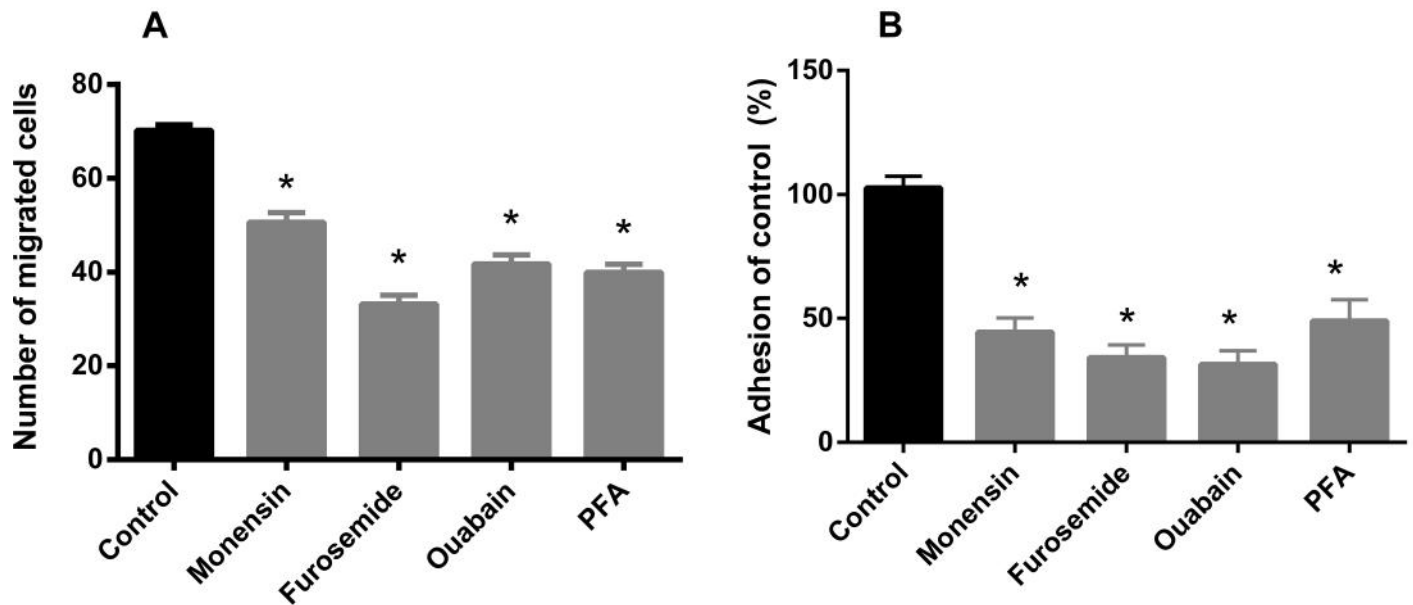 A
Number of migrated cells
80
60
40
20
0
*
*
*
*
Control
Monensin
Furosemide
Ouabain
PFA
B
Adhesion of control (%)
150
100
50
0
*
*
*
*
Control
Monensin
Furosemide
Ouabain
PFA